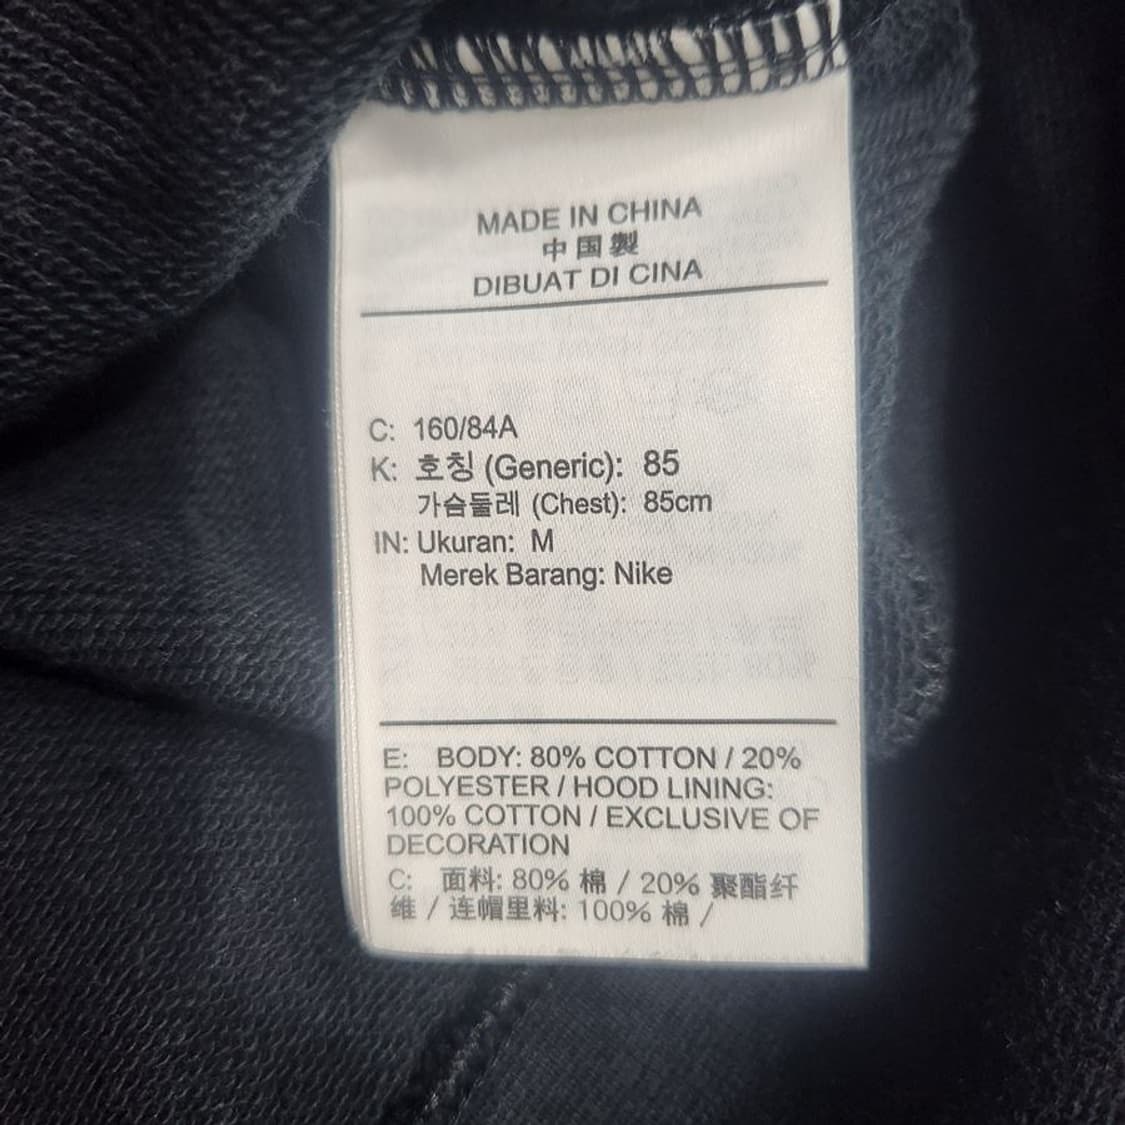 MADE IN CHINA
中国製
DIBUAT DI CINA
C: 160/84A
K: 호칭 (Generic): 85
가슴둘레 (Chest): 85cm
IN: Ukuran: M
Merek Barang: Nike
E: BODY: 80% COTTON / 20%
POLYESTER / HOOD LINING:
100% COTTON / EXCLUSIVE OF
DECORATION
C: 面料: 80% 棉 / 20% 聚酯纤
维 / 连帽里料: 100% 棉 /